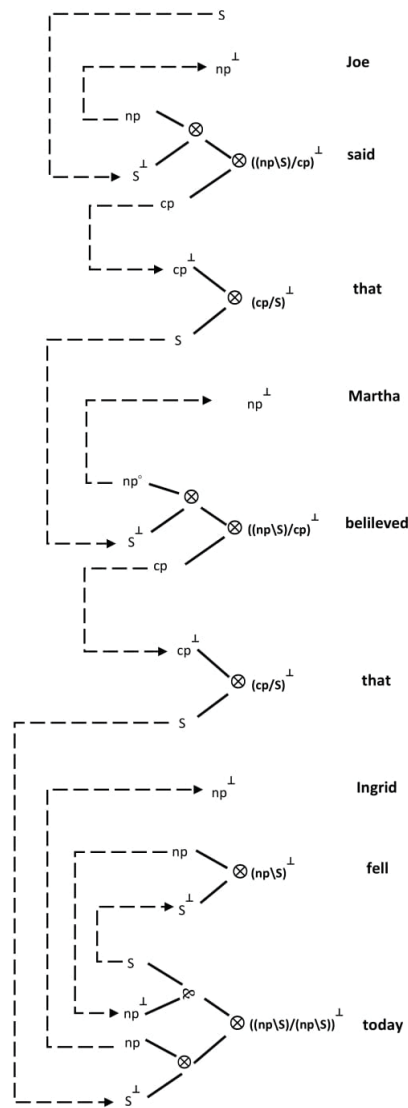 S
np⊥ Joe
np
⊗
S⊥ ⊗ ((np\S)/cp)⊥ said
cp
cp⊥
⊗ (cp/S)⊥ that
S
np⊥ Martha
np°
⊗
S⊥ ⊗ ((np\S)/cp)⊥ belileved
cp
cp⊥
⊗ (cp/S)⊥ that
S
np⊥ Ingrid
np
⊗ (np\S)⊥ fell
S⊥
S
⅋
np⊥ ⊗ ((np\S)/(np\S))⊥ today
np
⊗
S⊥